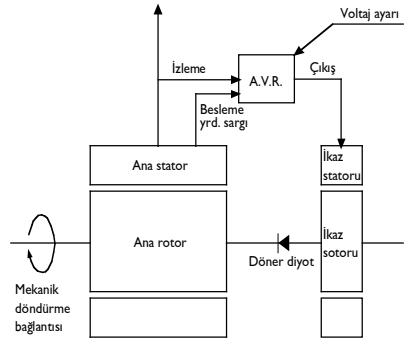 Voltaj ayarı
İzleme
A.V.R.
Çıkış
Besleme
yrd. sargı
Ana stator
İkaz
statoru
Ana rotor
İkaz
sotoru
Döner diyot
Mekanik
döndürme
bağlantısı